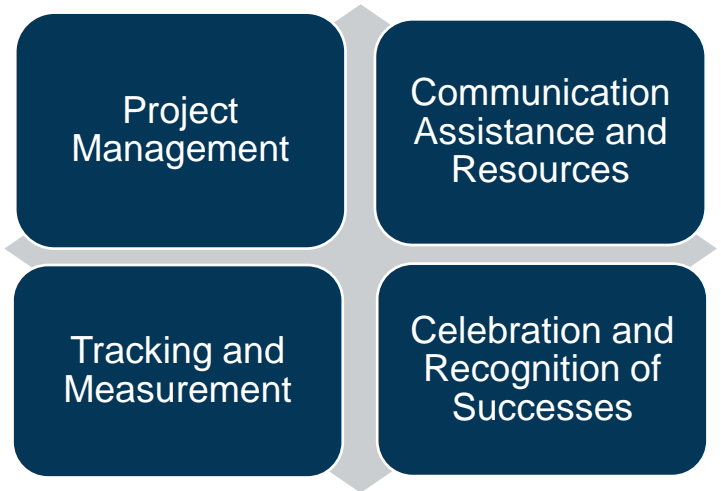 Project
Management
Communication
Assistance and
Resources
Tracking and
Measurement
Celebration and
Recognition of
Successes